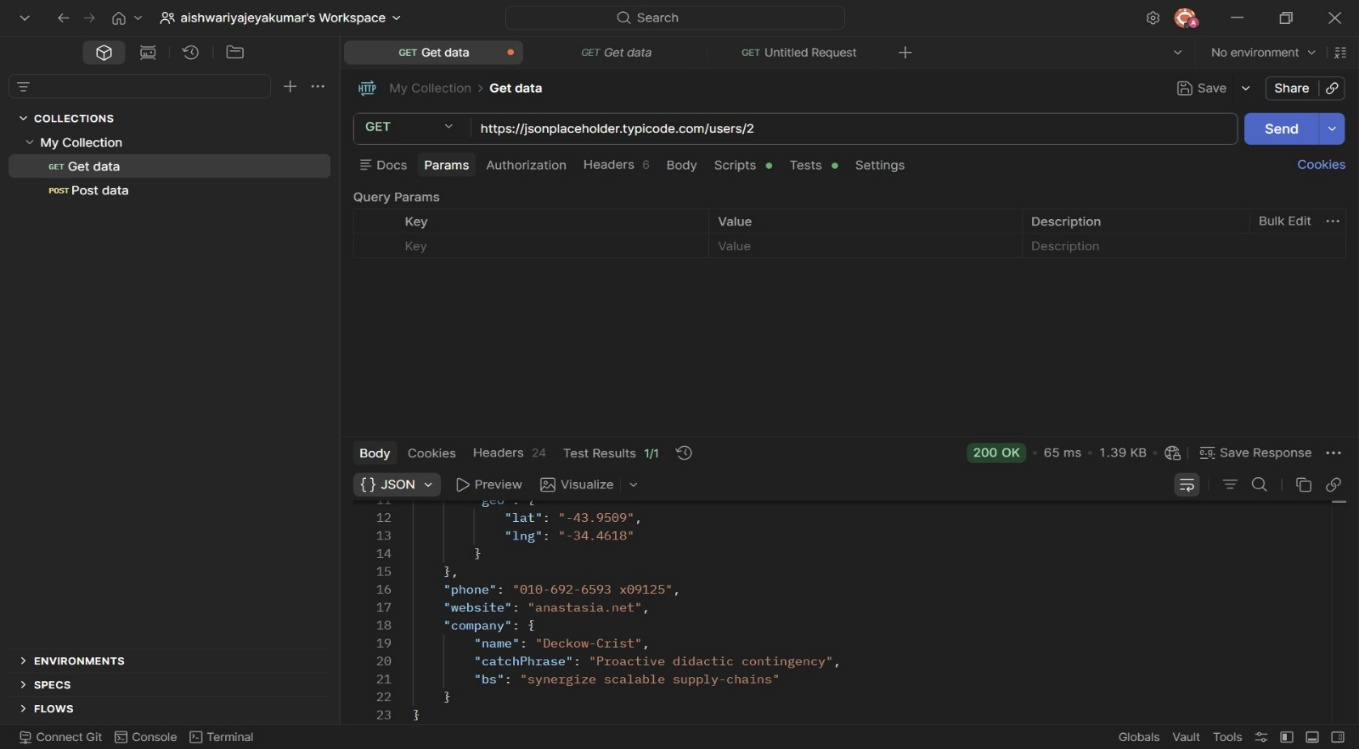 aishwariyajeyakumar's Workspace
Search
GET Get data
GET Get data
GET Untitled Request
No environment
HTTP My Collection > Get data
Save
Share
COLLECTIONS
My Collection
GET Get data
POST Post data
GET
https://jsonplaceholder.typicode.com/users/2
Send
Docs Params Authorization Headers 6 Body Scripts Tests Settings
Cookies
Query Params
Key Value Description Bulk Edit
Key Value Description
Body Cookies Headers 24 Test Results 1/1
200 OK • 65 ms • 1.39 KB
e.g. Save Response
{} JSON Preview Visualize
11 "geo": {
12 "lat": "-43.9509",
13 "lng": "-34.4618"
14 }
15 },
16 "phone": "010-692-6593 x09125",
17 "website": "anastasia.net",
18 "company": {
19 "name": "Deckow-Crist",
20 "catchPhrase": "Proactive didactic contingency",
21 "bs": "synergize scalable supply-chains"
22 }
23 }
ENVIRONMENTS
SPECS
FLOWS
Connect Git Console Terminal
Globals Vault Tools